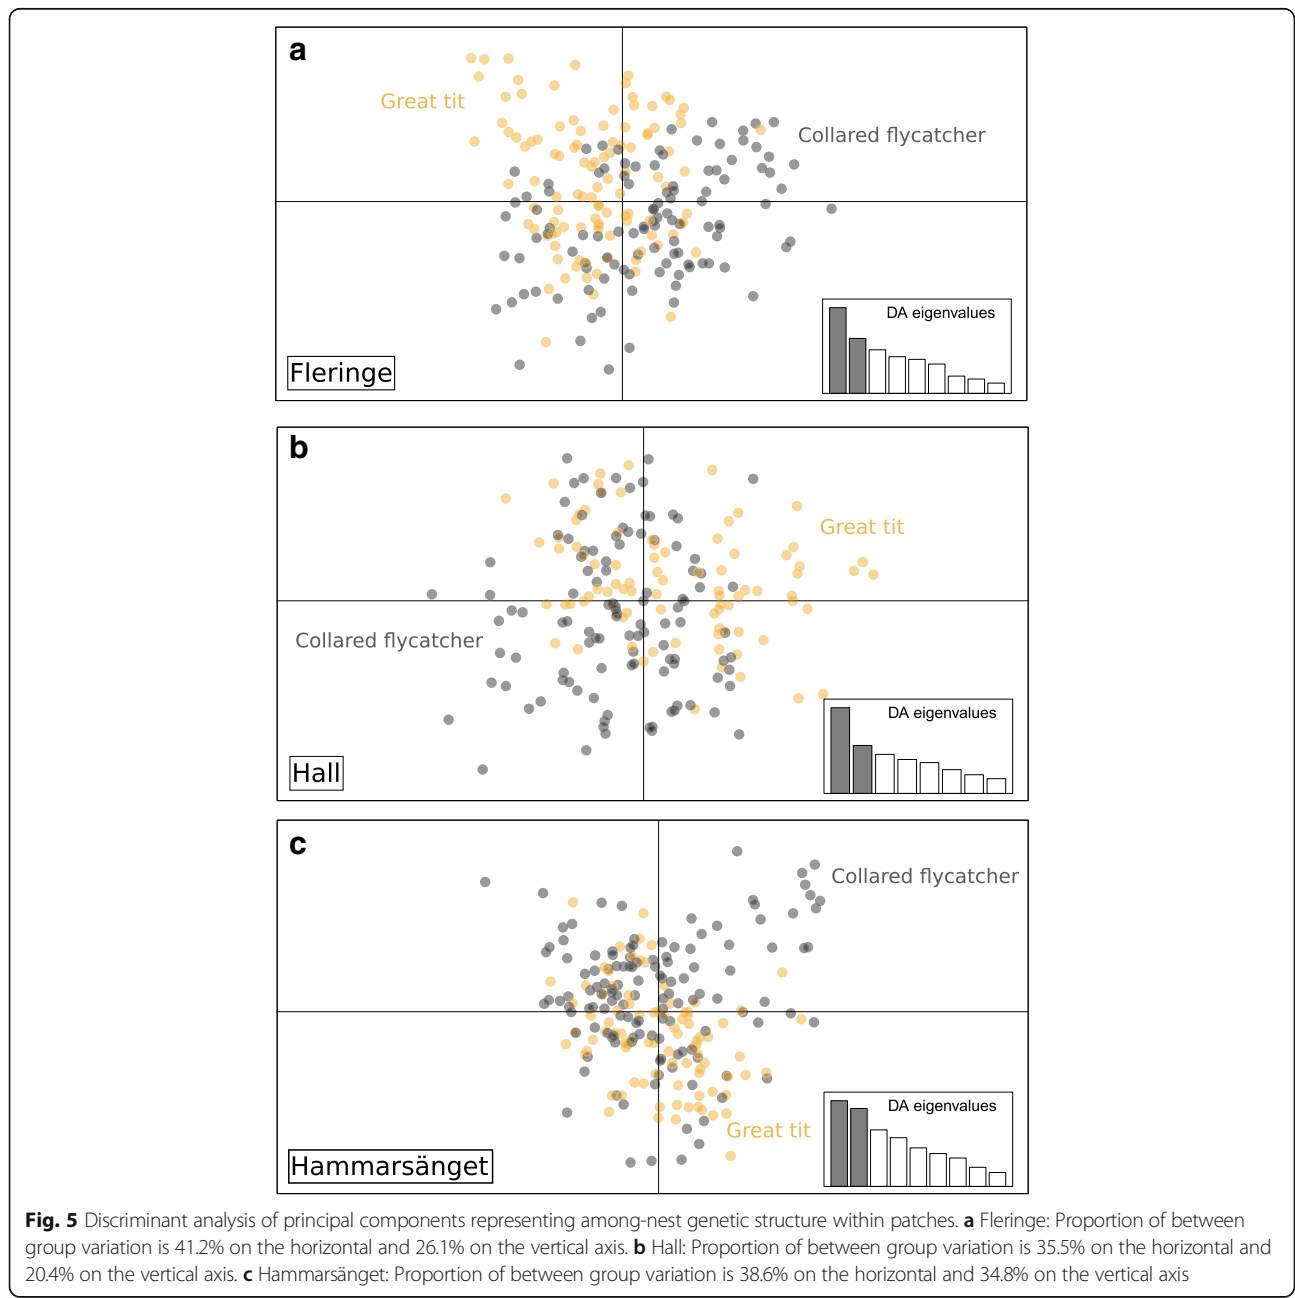 a
Great tit
Collared flycatcher
DA eigenvalues
Fleringe
b
Great tit
Collared flycatcher
DA eigenvalues
Hall
c
Collared flycatcher
DA eigenvalues
Great tit
Hammarsänget
Fig. 5 Discriminant analysis of principal components representing among-nest genetic structure within patches. a Fleringe: Proportion of between
group variation is 41.2% on the horizontal and 26.1% on the vertical axis. b Hall: Proportion of between group variation is 35.5% on the horizontal and
20.4% on the vertical axis. c Hammarsänget: Proportion of between group variation is 38.6% on the horizontal and 34.8% on the vertical axis